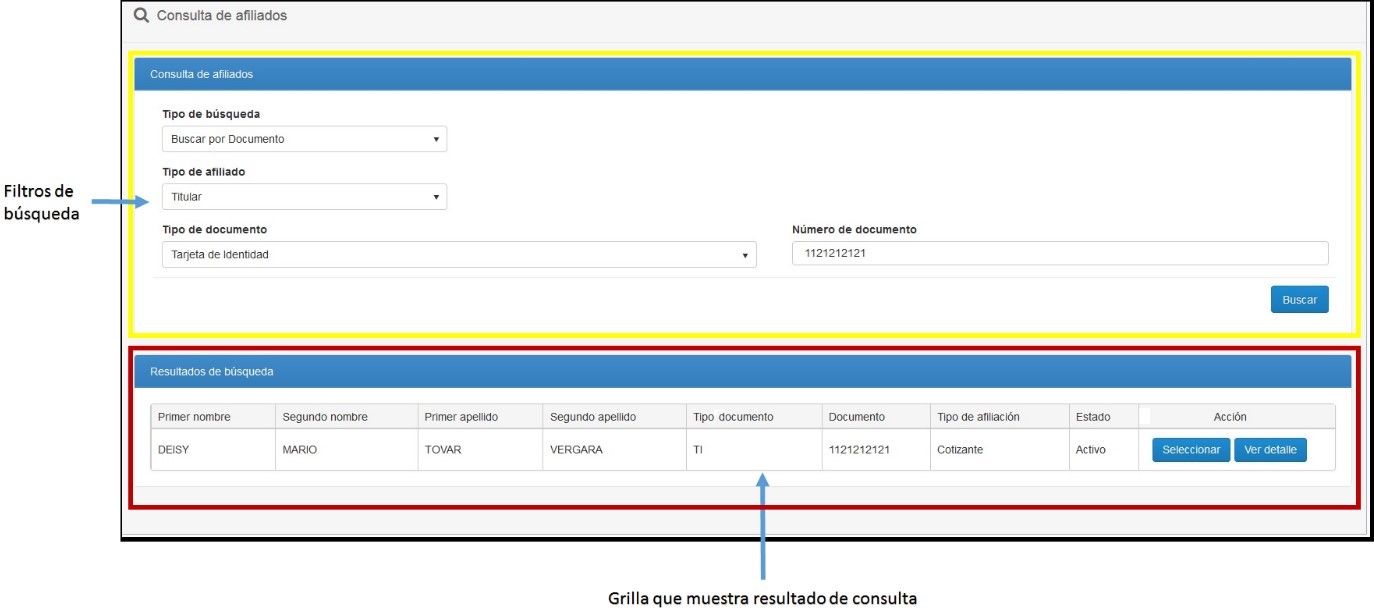 Consulta de afiliados
Consulta de afiliados
Tipo de búsqueda
Buscar por Documento
Tipo de afiliado
Titular
Filtros de
búsqueda
Tipo de documento Número de documento
Tarjeta de Identidad 1121212121
Buscar
Resultados de búsqueda
Primer nombre Segundo nombre Primer apellido Segundo apellido Tipo documento Documento Tipo de afiliación Estado Acción
DEISY MARIO TOVAR VERGARA TI 1121212121 Cotizante Activo Seleccionar Ver detalle
Grilla que muestra resultado de consulta